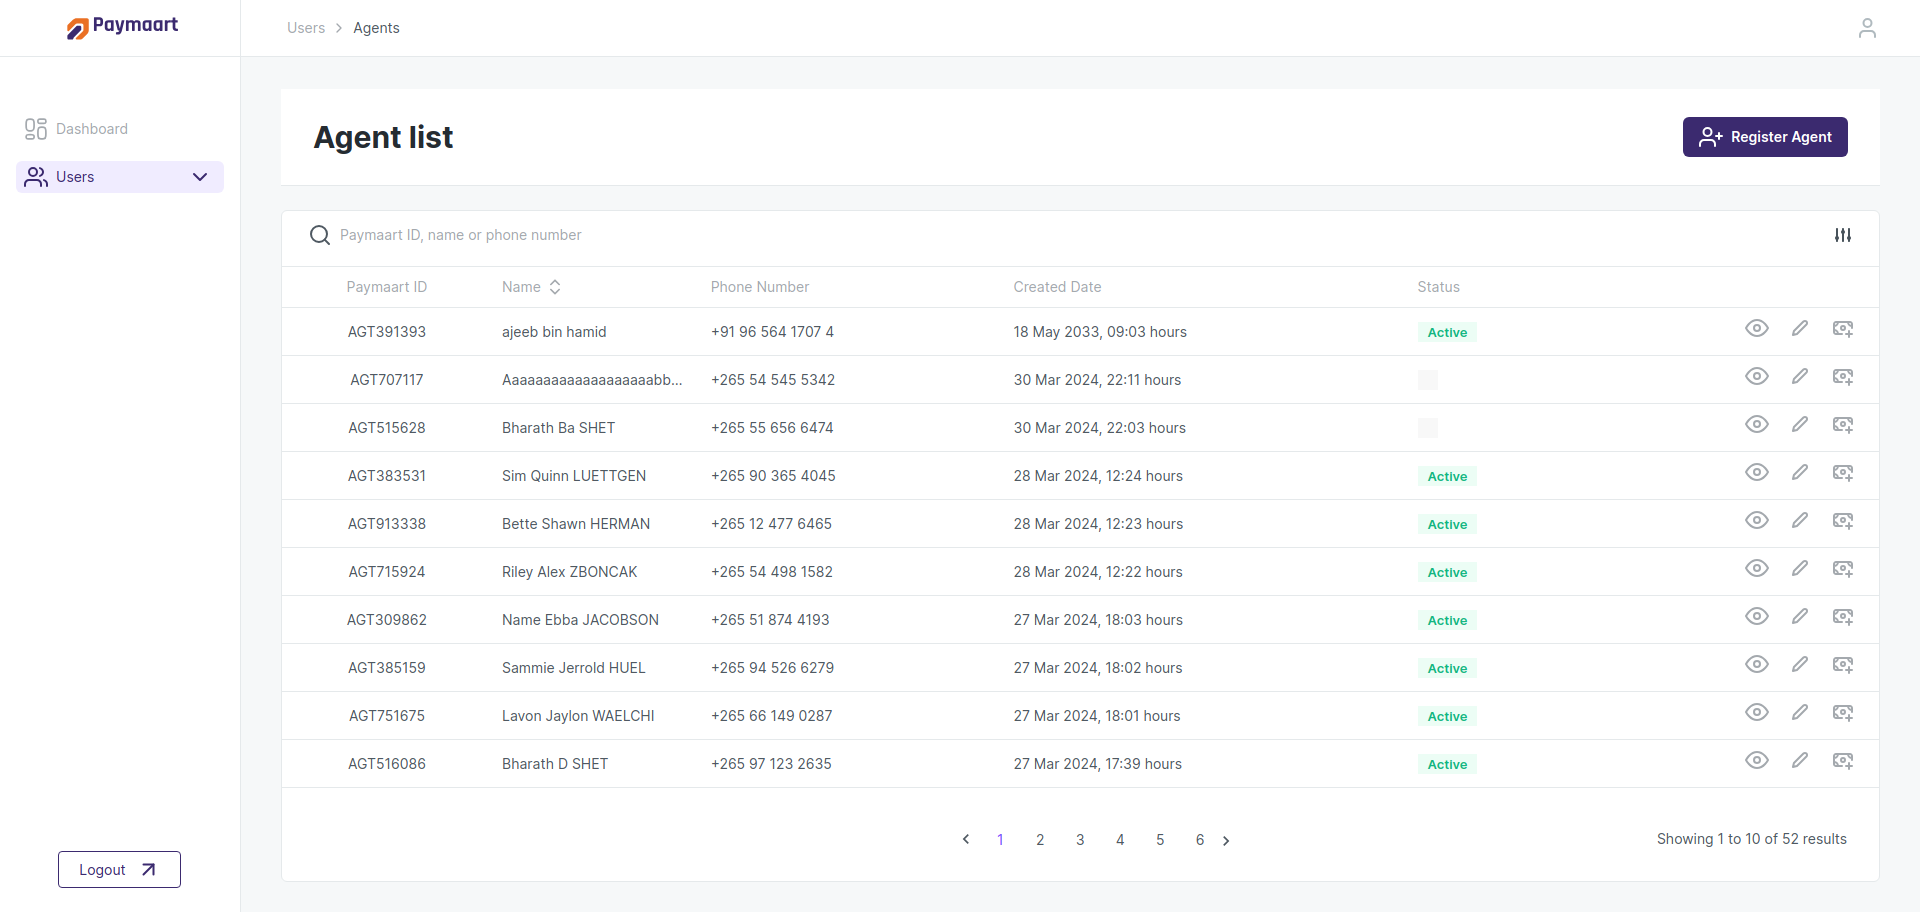 Paymaart
Users > Agents
Dashboard
Users
Agent list
Register Agent
Paymaart ID, name or phone number
Paymaart ID Name Phone Number Created Date Status
AGT391393 ajeeb bin hamid +91 96 564 1707 4 18 May 2033, 09:03 hours Active
AGT707117 Aaaaaaaaaaaaaaaaaaabb... +265 54 545 5342 30 Mar 2024, 22:11 hours
AGT515628 Bharath Ba SHET +265 55 656 6474 30 Mar 2024, 22:03 hours
AGT383531 Sim Quinn LUETTGEN +265 90 365 4045 28 Mar 2024, 12:24 hours Active
AGT913338 Bette Shawn HERMAN +265 12 477 6465 28 Mar 2024, 12:23 hours Active
AGT715924 Riley Alex ZBONCAK +265 54 498 1582 28 Mar 2024, 12:22 hours Active
AGT309862 Name Ebba JACOBSON +265 51 874 4193 27 Mar 2024, 18:03 hours Active
AGT385159 Sammie Jerrold HUEL +265 94 526 6279 27 Mar 2024, 18:02 hours Active
AGT751675 Lavon Jaylon WAELCHI +265 66 149 0287 27 Mar 2024, 18:01 hours Active
AGT516086 Bharath D SHET +265 97 123 2635 27 Mar 2024, 17:39 hours Active
< 1 2 3 4 5 6 >
Showing 1 to 10 of 52 results
Logout